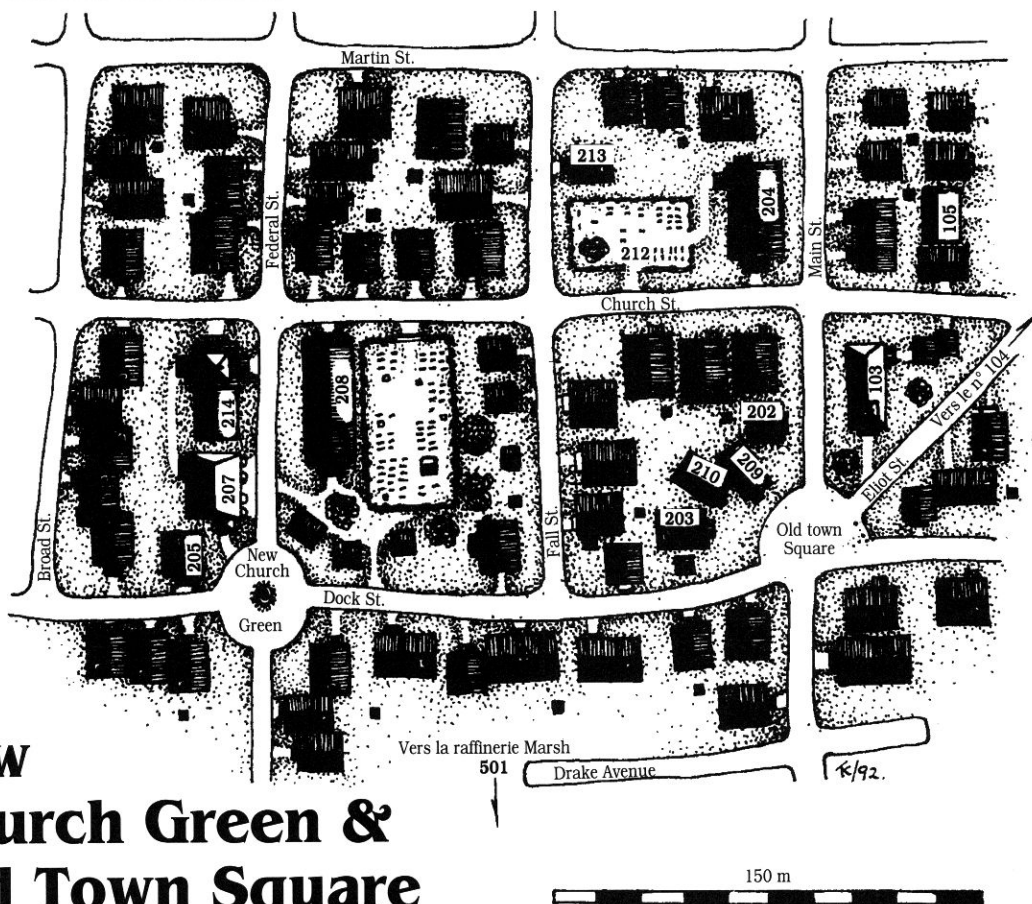 Martin St.
213
204
105
Federal St.
Main St.
212
Church St.
208
103
Vers le n° 104
214
202
210
209
207
203
Eliot St.
Broad St.
205
Fall St.
Old town
Square
New
Church
Green
Dock St.
Vers la raffinerie Marsh
501
Drake Avenue
TK/92.
w
urch Green &
d Town Square
150 m